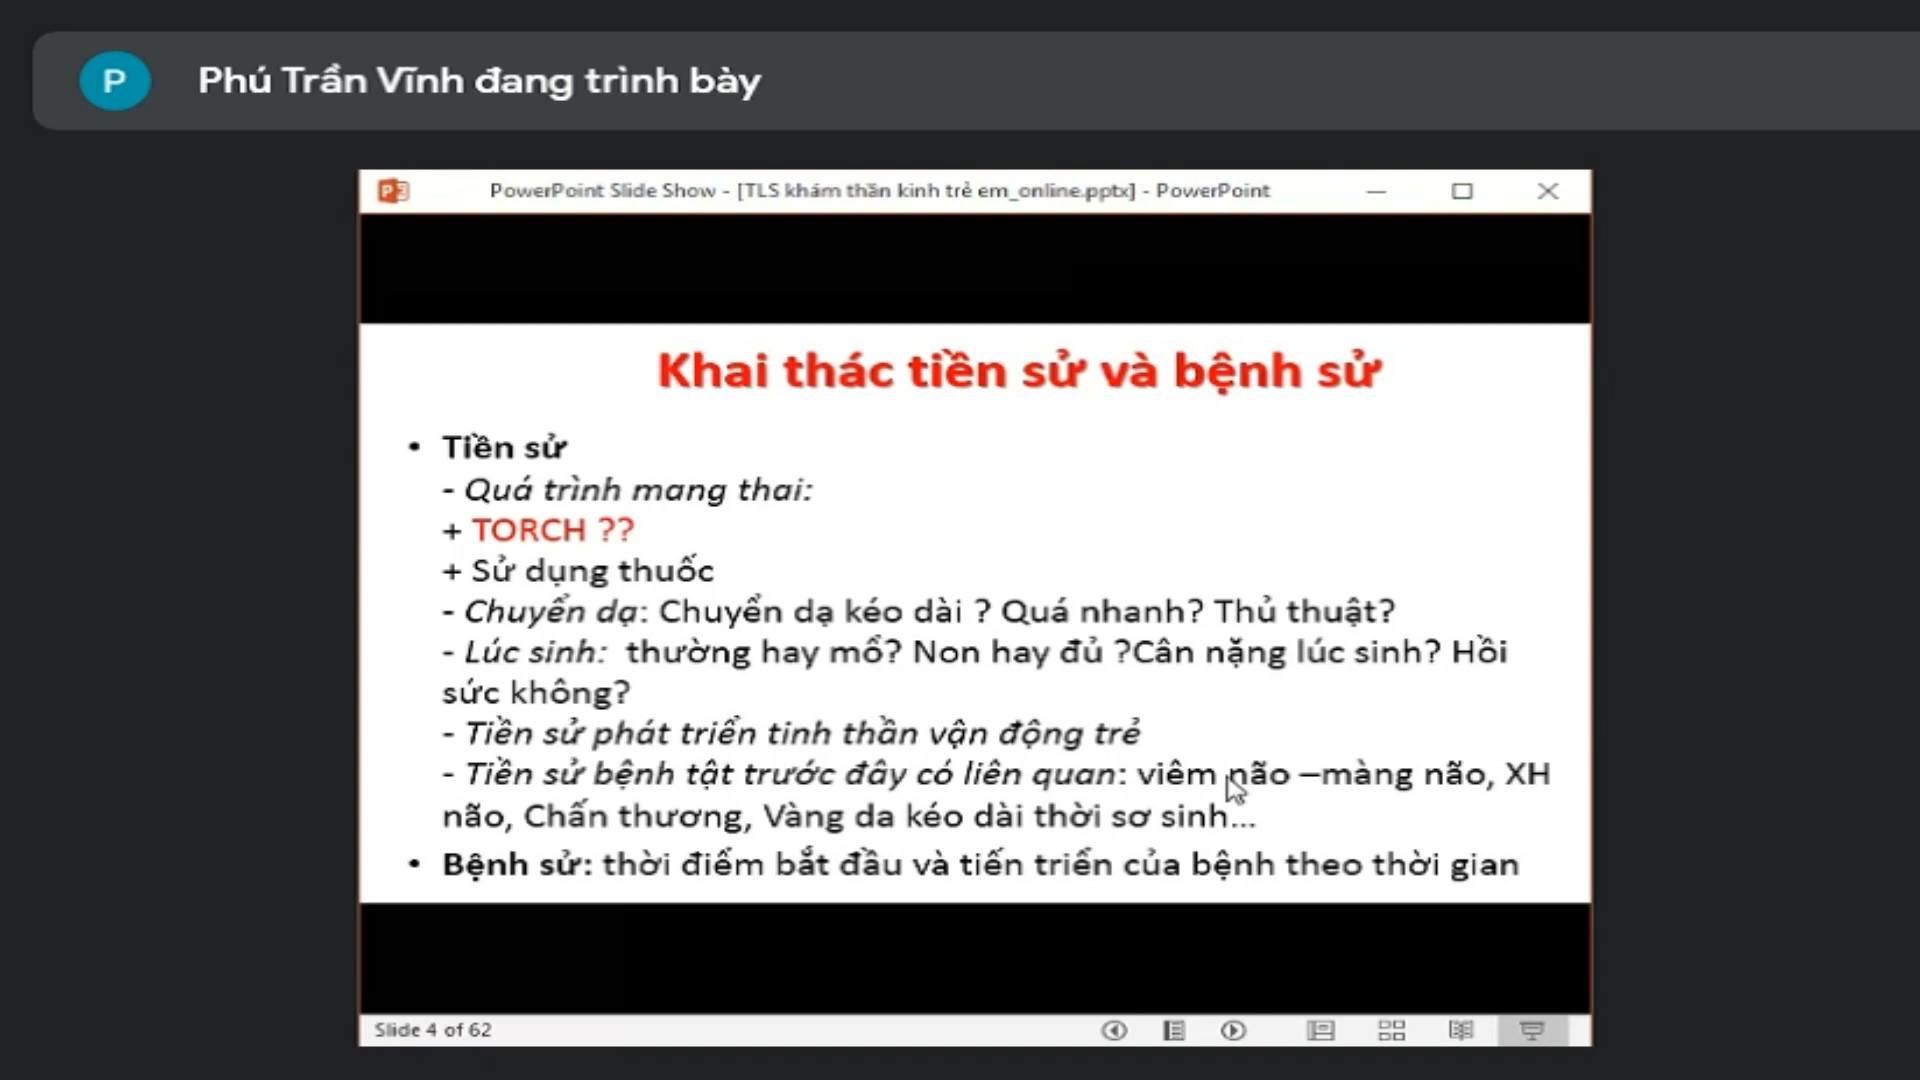 P
Phú Trần Vĩnh đang trình bày
PowerPoint Slide Show - [TLS khám thần kinh trẻ em_online.pptx] - PowerPoint
Khai thác tiền sử và bệnh sử
• Tiền sử
- Quá trình mang thai:
+ TORCH ??
+ Sử dụng thuốc
- Chuyển dạ: Chuyển dạ kéo dài ? Quá nhanh? Thủ thuật?
- Lúc sinh: thường hay mổ? Non hay đủ ?Cân nặng lúc sinh? Hồi
sức không?
- Tiền sử phát triển tinh thần vận động trẻ
- Tiền sử bệnh tật trước đây có liên quan: viêm não –màng não, XH
não, Chấn thương, Vàng da kéo dài thời sơ sinh...
• Bệnh sử: thời điểm bắt đầu và tiến triển của bệnh theo thời gian
Slide 4 of 62